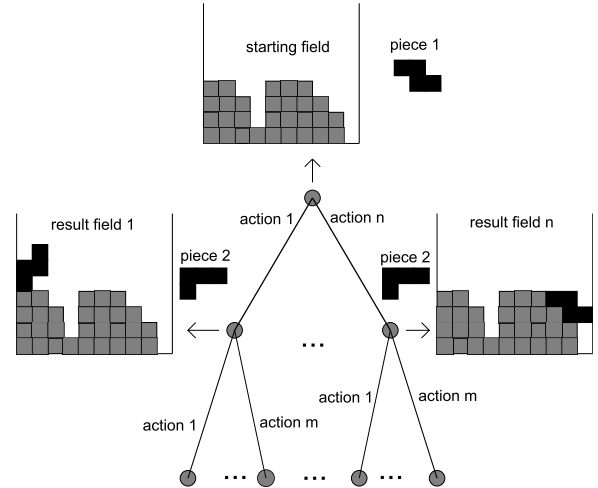 starting field
piece 1
action 1
action n
result field 1
piece 2
piece 2
result field n
...
action 1
action m
action 1
action m
...
...
...